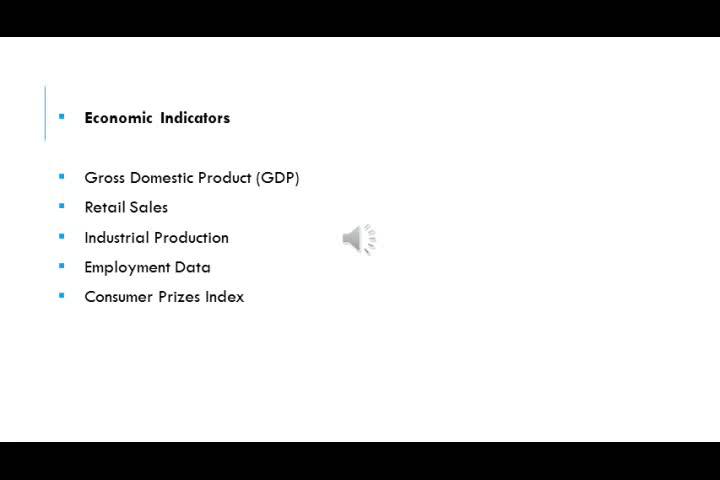 Economic Indicators
Gross Domestic Product (GDP)
Retail Sales
Industrial Production
Employment Data
Consumer Prizes Index